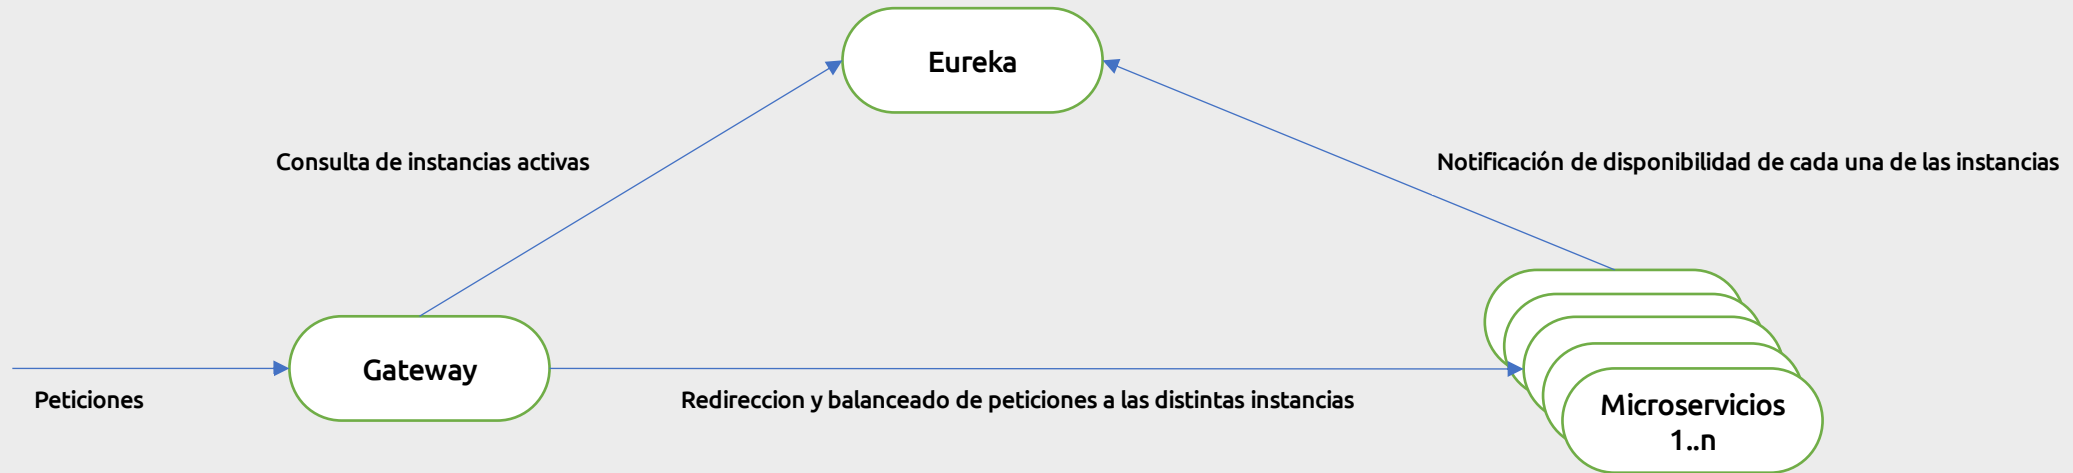 Eureka
Consulta de instancias activas
Notificación de disponibilidad de cada una de las instancias
Gateway
Peticiones
Redireccion y balanceado de peticiones a las distintas instancias
Microservicios
1..n